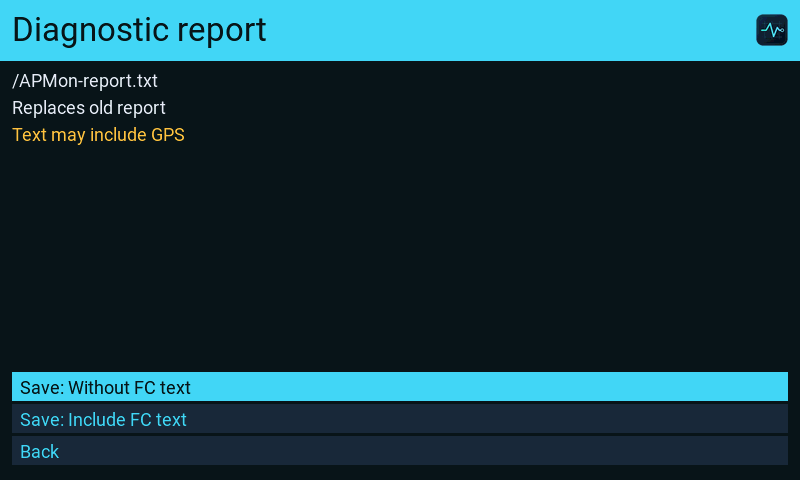 Diagnostic report
/APMon-report.txt
Replaces old report
Text may include GPS
Save: Without FC text
Save: Include FC text
Back